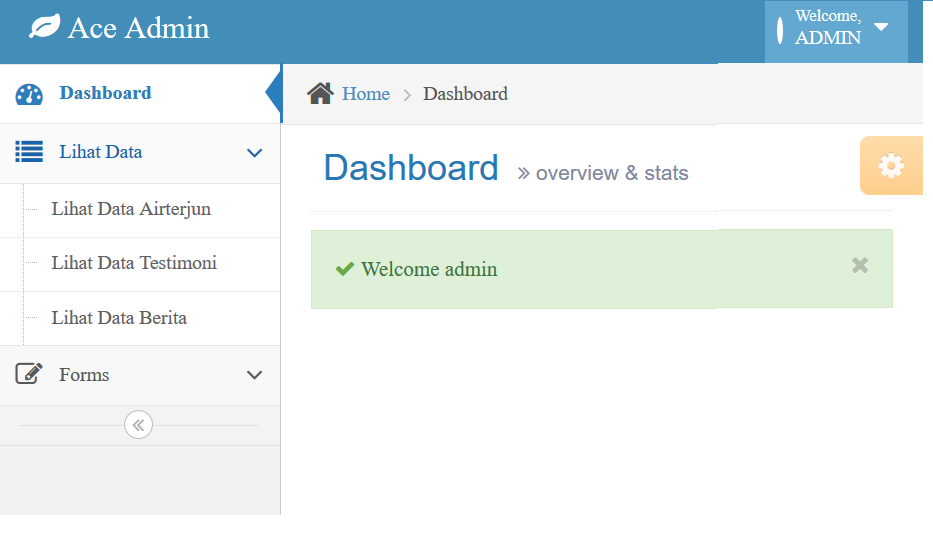 Ace Admin
Welcome,
ADMIN
Dashboard
Home > Dashboard
Lihat Data
Dashboard » overview & stats
Lihat Data Airterjun
Lihat Data Testimoni
Welcome admin
Lihat Data Berita
Forms